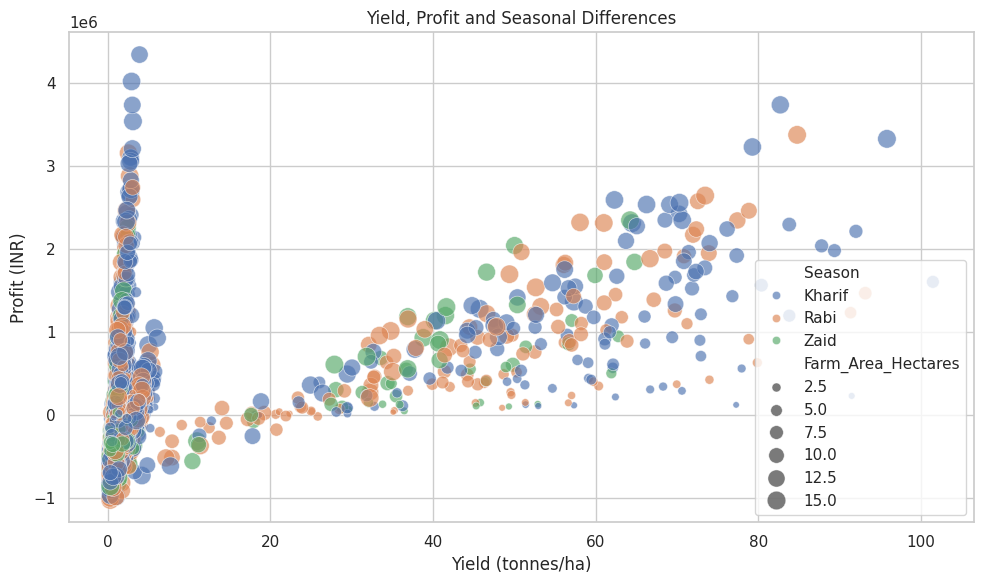 Yield, Profit and Seasonal Differences
1e6
4
3
2
1
0
−1
Profit (INR)
0
20
40
60
80
100
Yield (tonnes/ha)
Season
Kharif
Rabi
Zaid
Farm_Area_Hectares
2.5
5.0
7.5
10.0
12.5
15.0